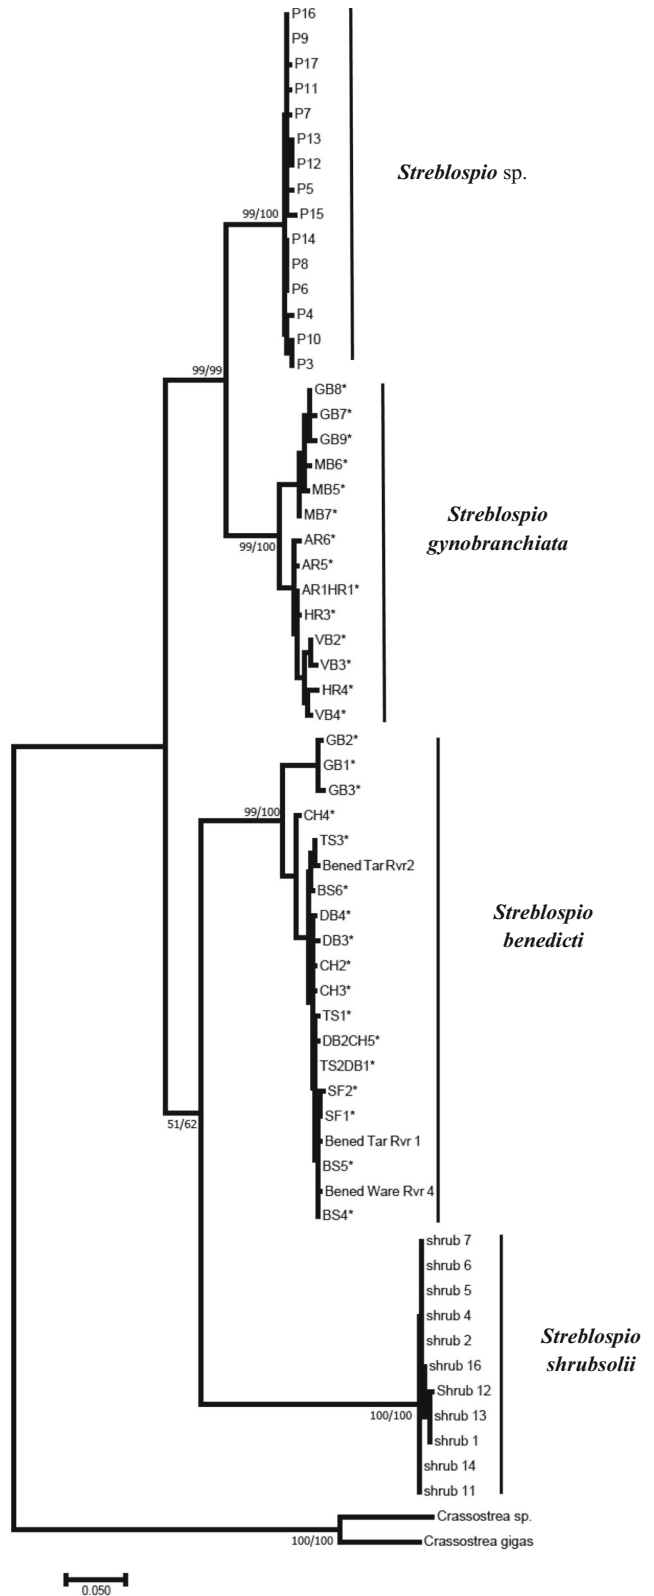 P16
P9
P17
P11
P7
P13
P12
Streblospio sp.
P5
99/100
P15
P14
P8
P6
P4
P10
P3
99/99
GB8*
GB7*
GB9*
MB6*
MB5*
MB7*
Streblospio
gynobranchiata
99/100
AR6*
AR5*
AR1HR1*
HR3*
VB2*
VB3*
HR4*
VB4*
GB2*
GB1*
GB3*
99/100
CH4*
TS3*
Bened Tar Rvr2
BS6*
DB4*
Streblospio
benedicti
DB3*
CH2*
CH3*
TS1*
DB2CH5*
TS2DB1*
SF2*
SF1*
51/62
Bened Tar Rvr 1
BS5*
Bened Ware Rvr 4
BS4*
shrub 7
shrub 6
shrub 5
shrub 4
shrub 2
Streblospio
shrubsolii
shrub 16
Shrub 12
100/100
shrub 13
shrub 1
shrub 14
shrub 11
Crassostrea sp.
100/100
Crassostrea gigas
0.050